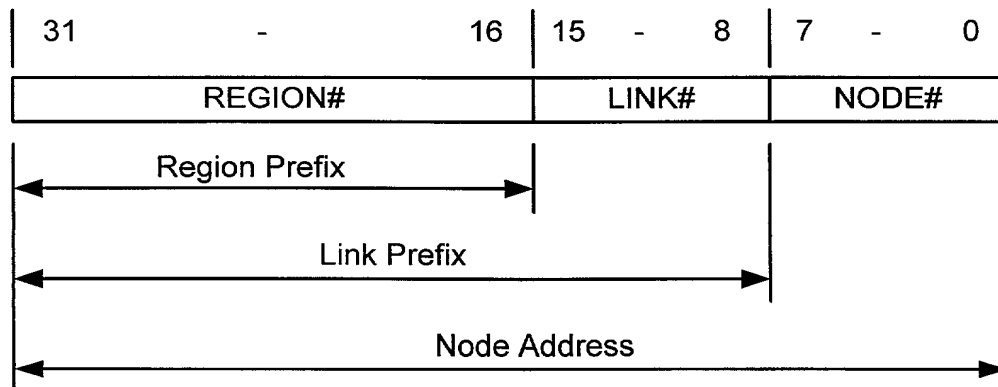 31 - 16 15 - 8 7 - 0
REGION# LINK# NODE#
Region Prefix
Link Prefix
Node Address